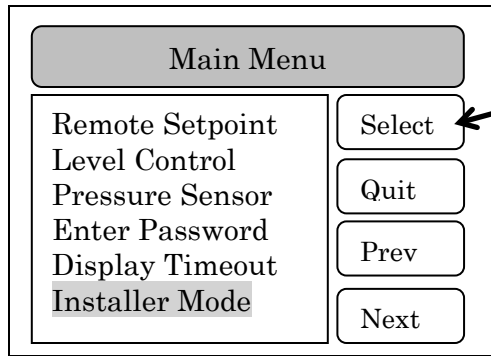 Main Menu
Remote Setpoint
Level Control
Pressure Sensor
Enter Password
Display Timeout
Installer Mode
Select
Quit
Prev
Next